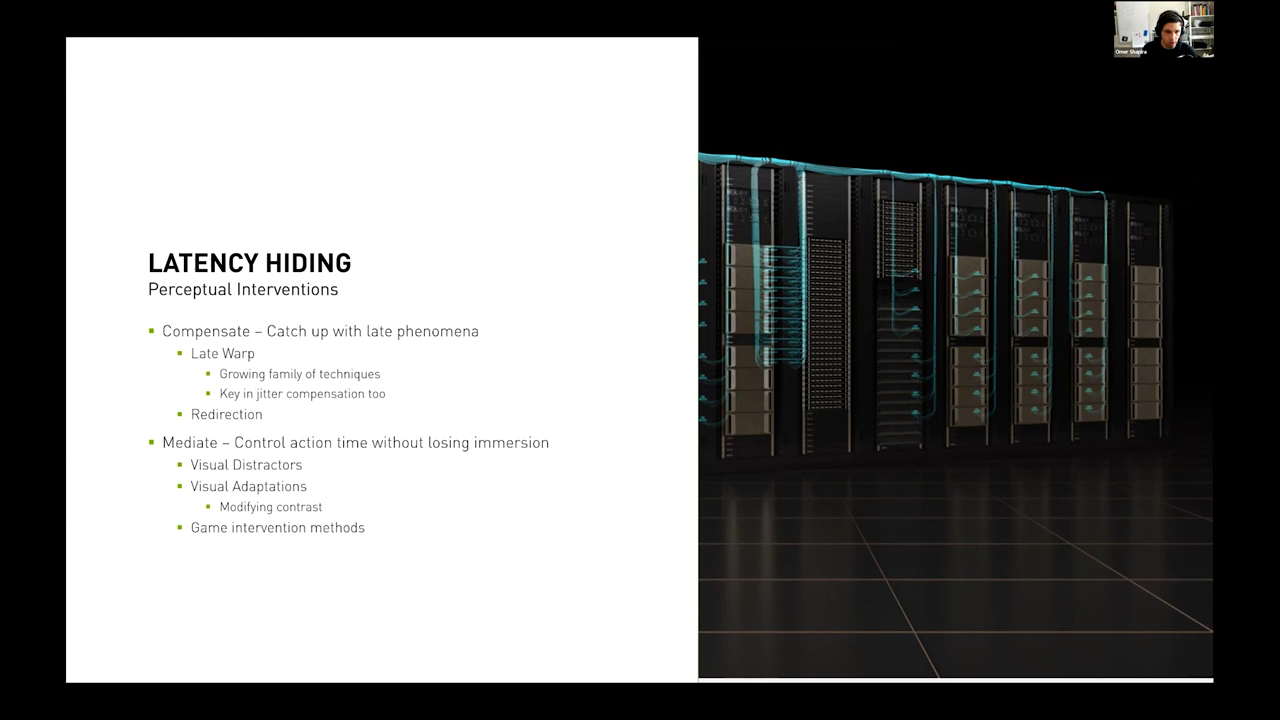 Omer Shapira
LATENCY HIDING
Perceptual Interventions
Compensate – Catch up with late phenomena
Late Warp
Growing family of techniques
Key in jitter compensation too
Redirection
Mediate – Control action time without losing immersion
Visual Distractors
Visual Adaptations
Modifying contrast
Game intervention methods